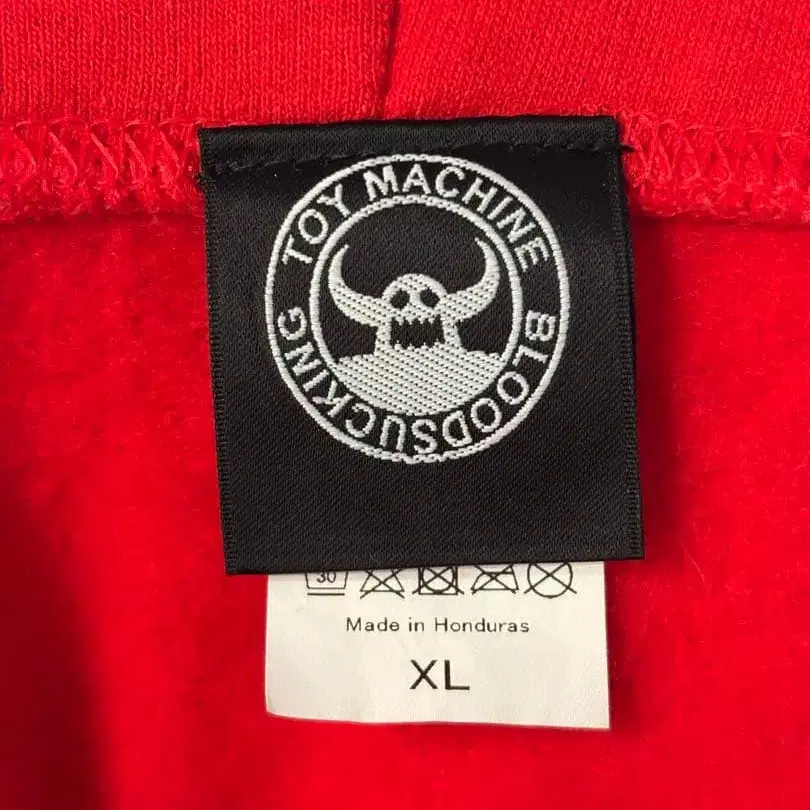 TOY MACHINE BLOODSUCKING
30
Made in Honduras
XL